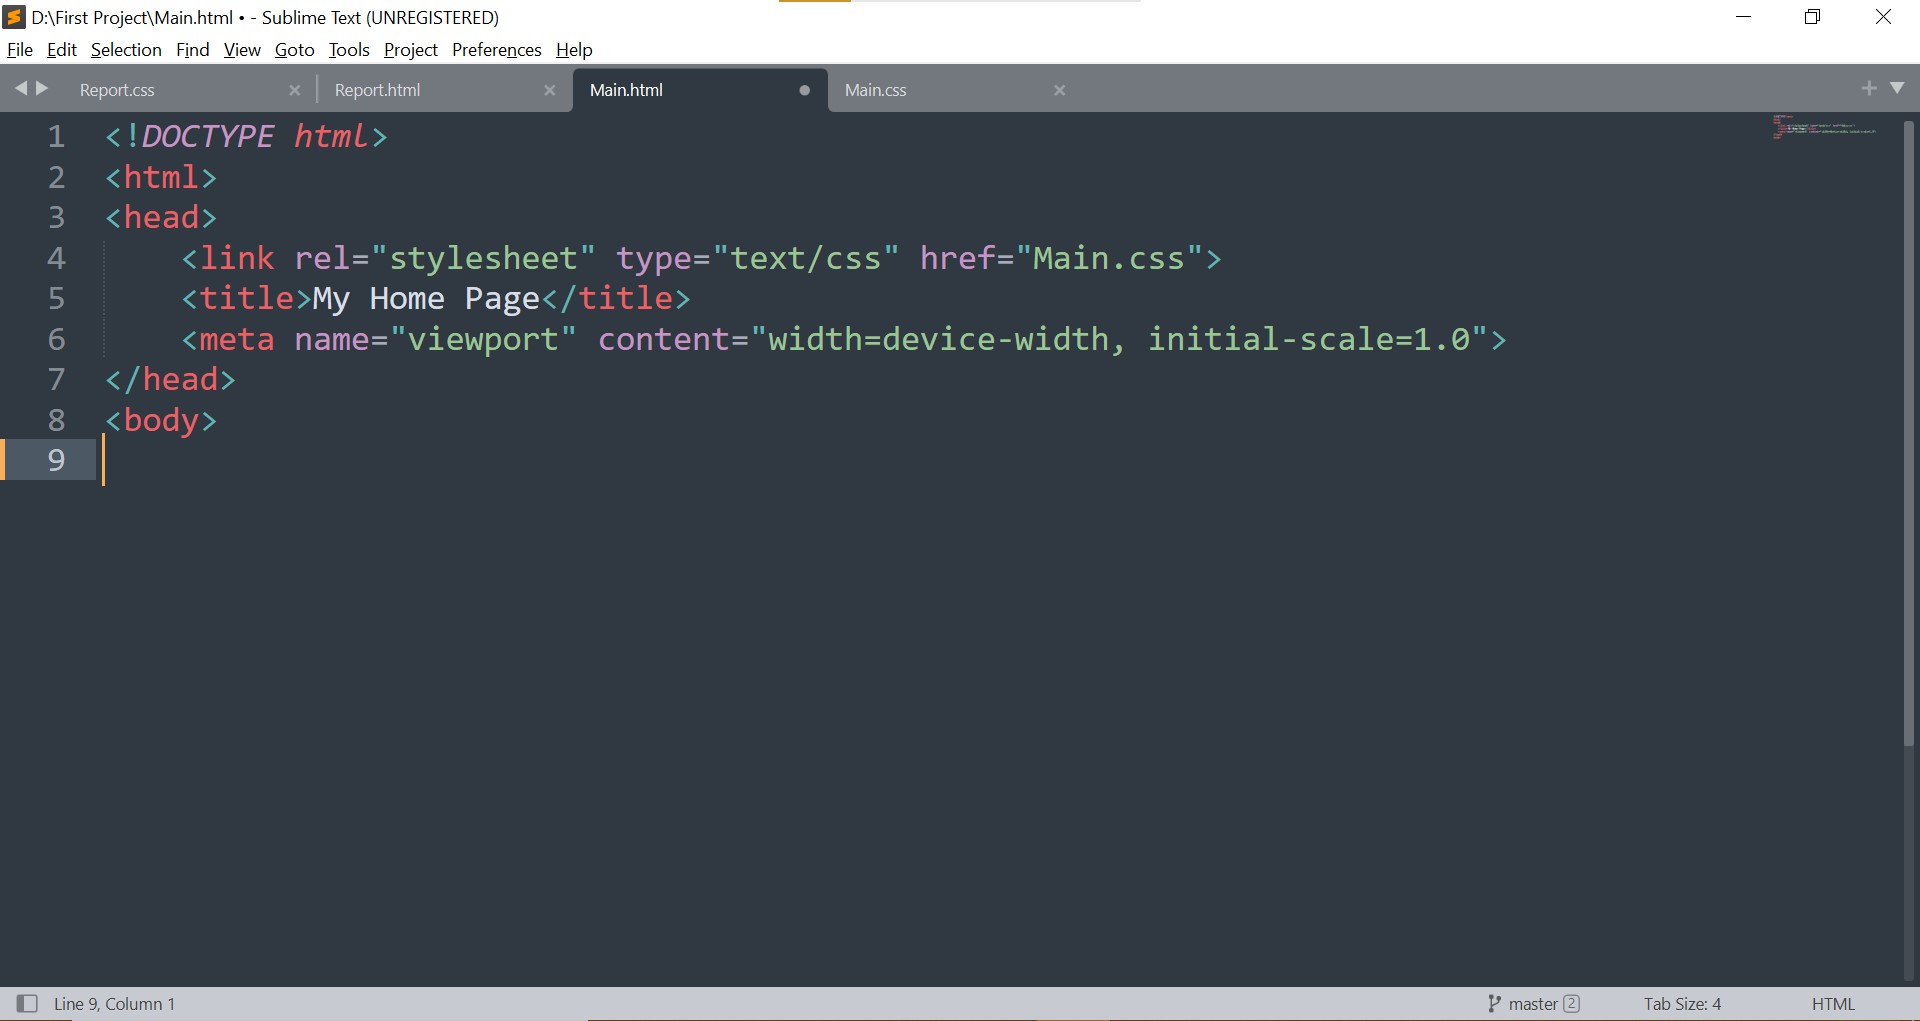 D:\First Project\Main.html • - Sublime Text (UNREGISTERED)
File Edit Selection Find View Goto Tools Project Preferences Help
Report.css Report.html Main.html Main.css
1 <!DOCTYPE html>
2 <html>
3 <head>
4 <link rel="stylesheet" type="text/css" href="Main.css">
5 <title>My Home Page</title>
6 <meta name="viewport" content="width=device-width, initial-scale=1.0">
7 </head>
8 <body>
9
Line 9, Column 1 master 2 Tab Size: 4 HTML